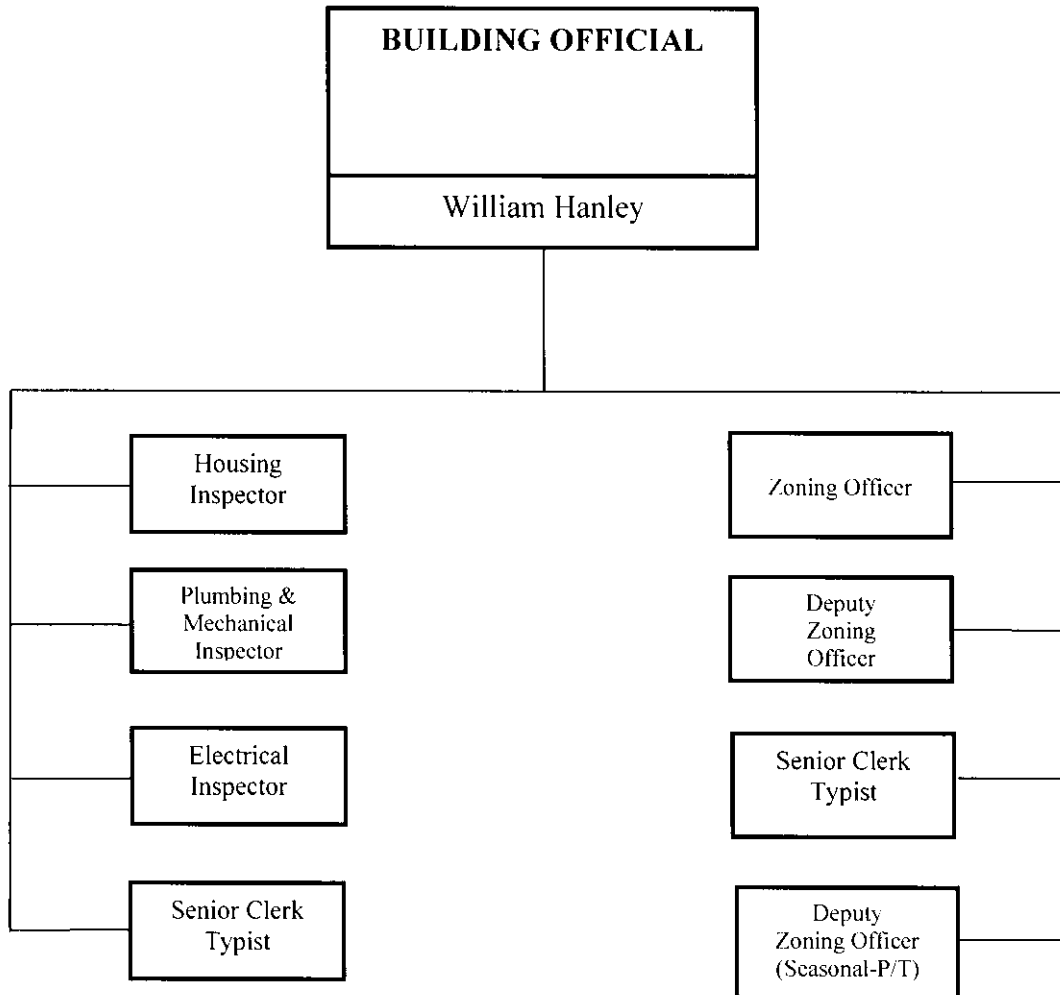 BUILDING OFFICIAL
William Hanley
Housing
Inspector
Plumbing &
Mechanical
Inspector
Electrical
Inspector
Senior Clerk
Typist
Zoning Officer
Deputy
Zoning
Officer
Senior Clerk
Typist
Deputy
Zoning Officer
(Seasonal-P/T)